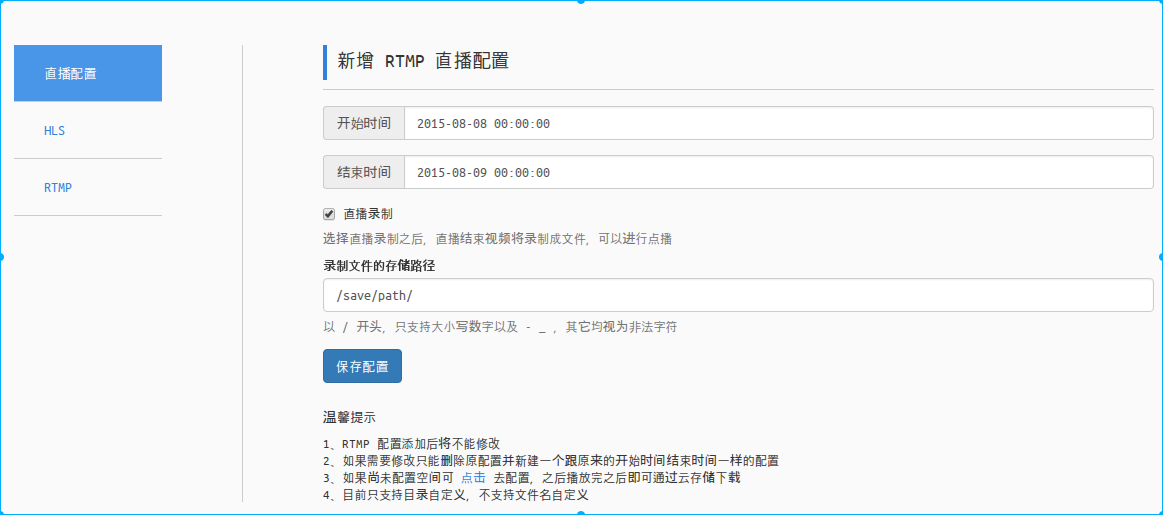 直播配置
HLS
RTMP
新增 RTMP 直播配置
开始时间 2015-08-08 00:00:00
结束时间 2015-08-09 00:00:00
直播录制
选择直播录制之后，直播结束视频将录制成文件，可以进行点播
录制文件的存储路径
/save/path/
以 / 开头，只支持大小写数字以及 - _ ，其它均视为非法字符
保存配置
温馨提示
1、RTMP 配置添加后将不能修改
2、如果需要修改只能删除原配置并新建一个跟原来的开始时间结束时间一样的配置
3、如果尚未配置空间可 点击 去配置，之后播放完之后即可通过云存储下载
4、目前只支持目录自定义，不支持文件名自定义